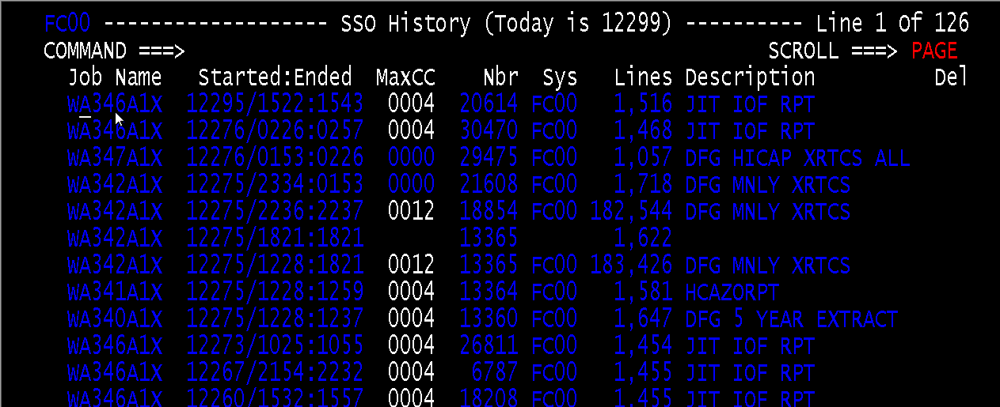 FC00 ------------------- SSO History (Today is 12299) ---------- Line 1 Of 126
COMMAND ===> SCROLL ===> PAGE
Job Name Started:Ended MaxCC Nbr Sys Lines Description Del
WA346A1X 12295/1522:1543 0004 20614 FC00 1,516 JIT IOF RPT
WA346A1X 12276/0226:0257 0004 30470 FC00 1,468 JIT IOF RPT
WA347A1X 12276/0153:0226 0000 29475 FC00 1,057 DFG HICAP XRTCS ALL
WA342A1X 12275/2334:0153 0000 21608 FC00 1,718 DFG MNLY XRTCS
WA342A1X 12275/2236:2237 0012 18854 FC00 182,544 DFG MNLY XRTCS
WA342A1X 12275/1821:1821 13365 1,622
WA342A1X 12275/1228:1821 0012 13365 FC00 183,426 DFG MNLY XRTCS
WA341A1X 12275/1228:1259 0004 13364 FC00 1,581 HCAZORPT
WA340A1X 12275/1228:1237 0004 13360 FC00 1,647 DFG 5 YEAR EXTRACT
WA346A1X 12273/1025:1055 0004 26811 FC00 1,454 JIT IOF RPT
WA346A1X 12267/2154:2232 0004 6787 FC00 1,455 JIT IOF RPT
WA346A1X 12260/1532:1557 0004 18208 FC00 1,455 JIT IOF RPT